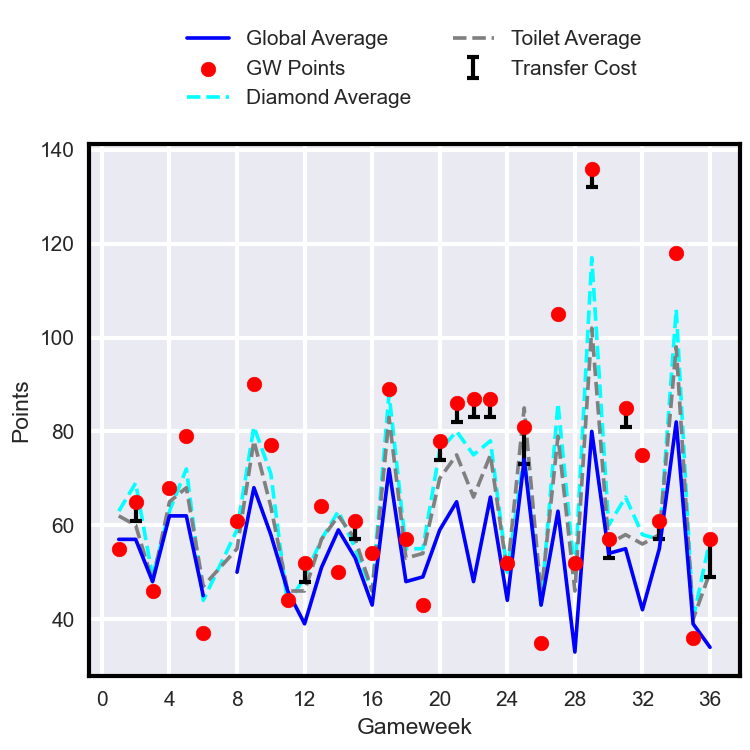 Global Average
GW Points
Diamond Average
Toilet Average
Transfer Cost
140
120
100
80
60
40
Points
0 4 8 12 16 20 24 28 32 36
Gameweek